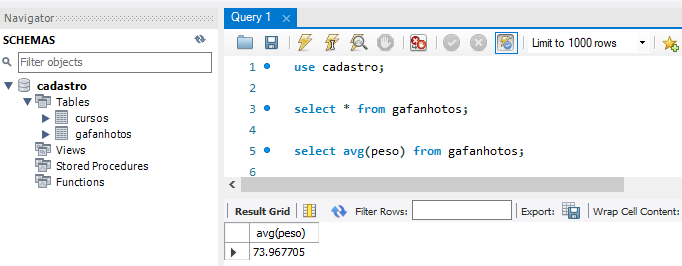 Navigator
SCHEMAS
Filter objects
cadastro
Tables
cursos
gafanhotos
Views
Stored Procedures
Functions
Query 1
Limit to 1000 rows
1 use cadastro;
2
3 select * from gafanhotos;
4
5 select avg(peso) from gafanhotos;
6
Result Grid Filter Rows: Export: Wrap Cell Content:
avg(peso)
73.967705